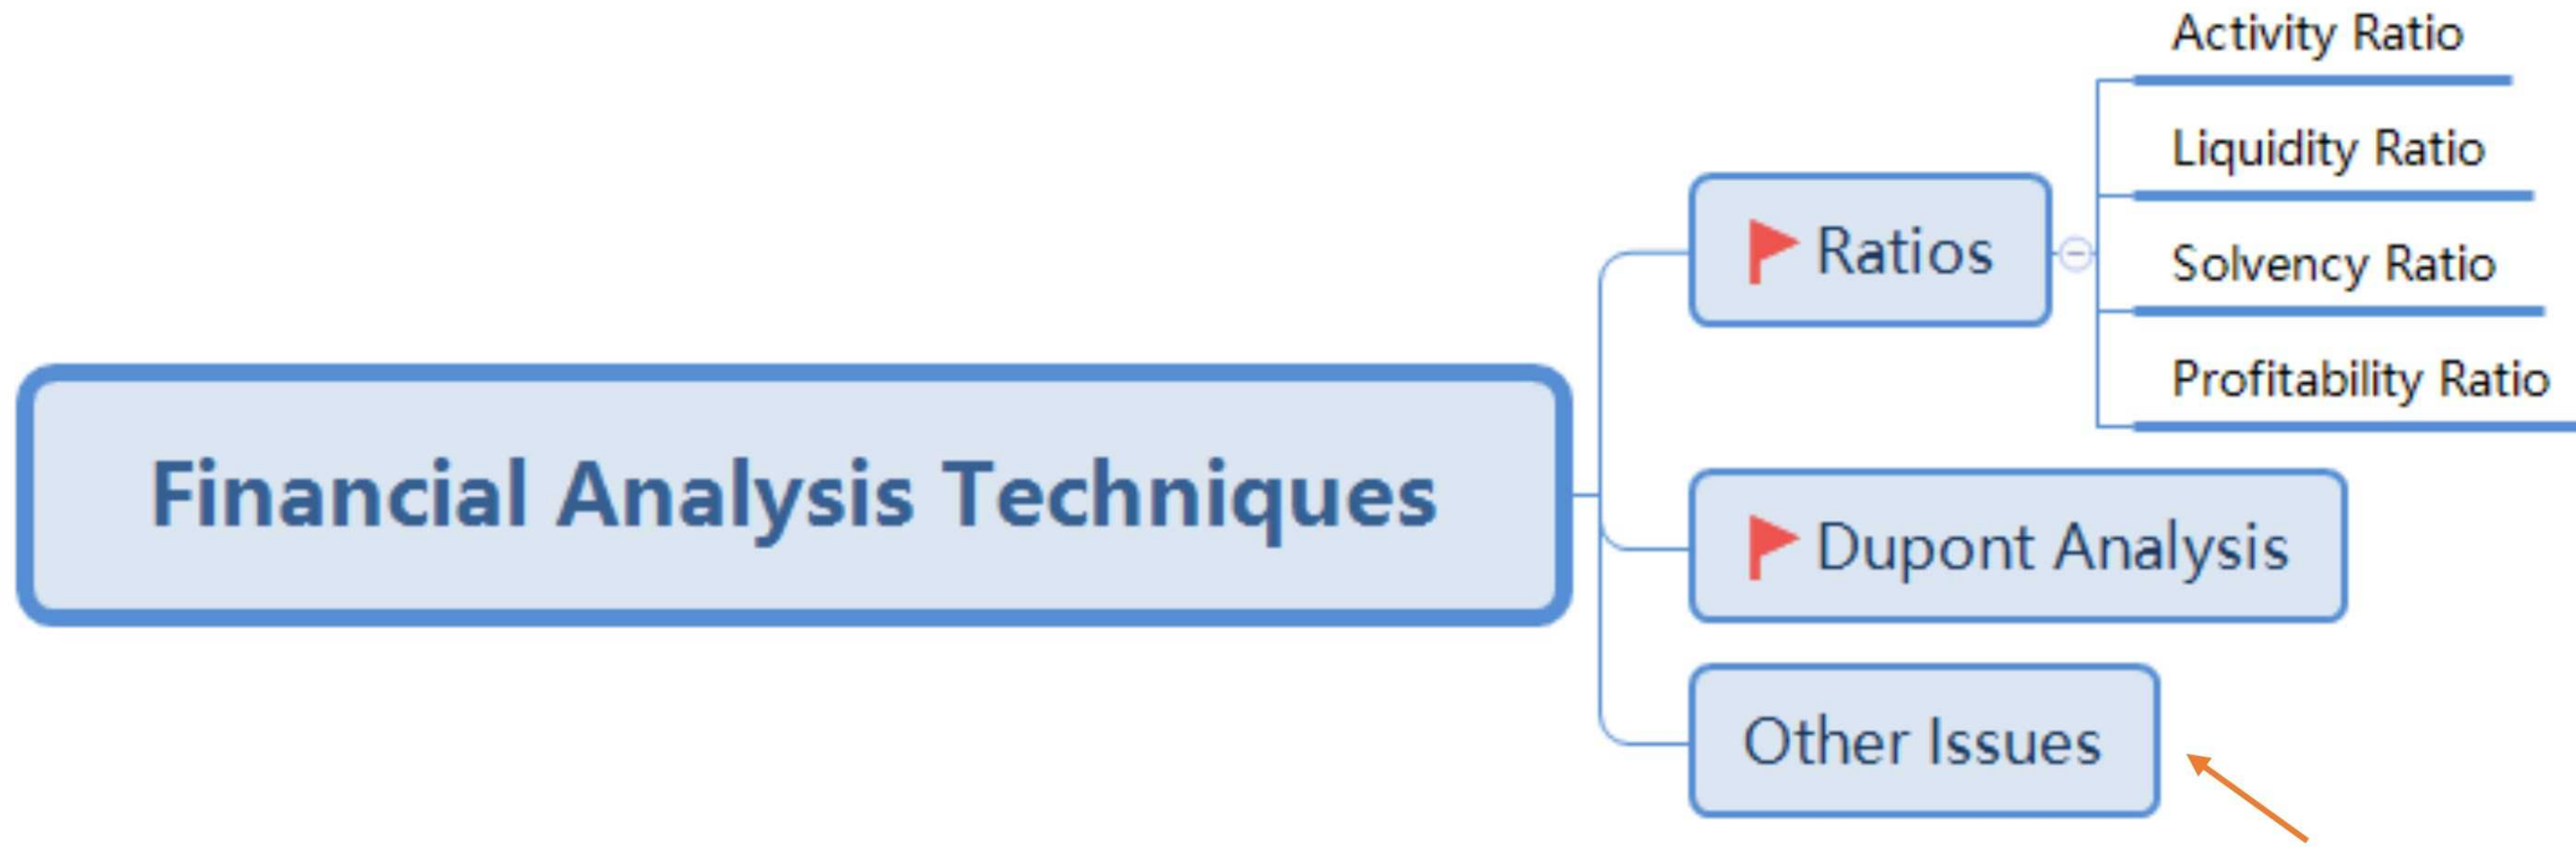 Financial Analysis Techniques
Ratios
Activity Ratio
Liquidity Ratio
Solvency Ratio
Profitability Ratio
Dupont Analysis
Other Issues